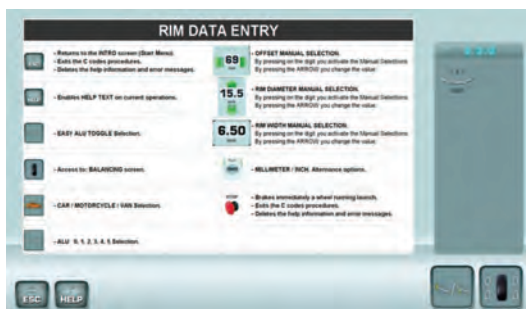 RIM DATA ENTRY
- Returns to the INTRO screen (Start Menu).
- Exits the C codes procedures.
- Deletes the help information and error messages.
- Enables HELP TEXT on current operations.
- EASY ALU TOGGLE Selection.
- Access to: BALANCING screen.
- CAR / MOTORCYCLE / VAN Selection.
- ALU 0, 1, 2, 3, 4, 5 Selection.
69
- OFFSET MANUAL SELECTION.
By pressing on the digit you activate the Manual Selections
By pressing the ARROW you change the value.
15.5
- RIM DIAMETER MANUAL SELECTION.
By pressing on the digit you activate the Manual Selections
By pressing the ARROW you change the value.
6.50
- RIM WIDTH MANUAL SELECTION.
By pressing on the digit you activate the Manual Selections
By pressing the ARROW you change the value.
- MILLIMETER / INCH. Alternance options.
STOP
- Brakes immediately a wheel running launch.
- Exits the C codes procedures.
- Deletes the help information and error messages.
ESC
HELP